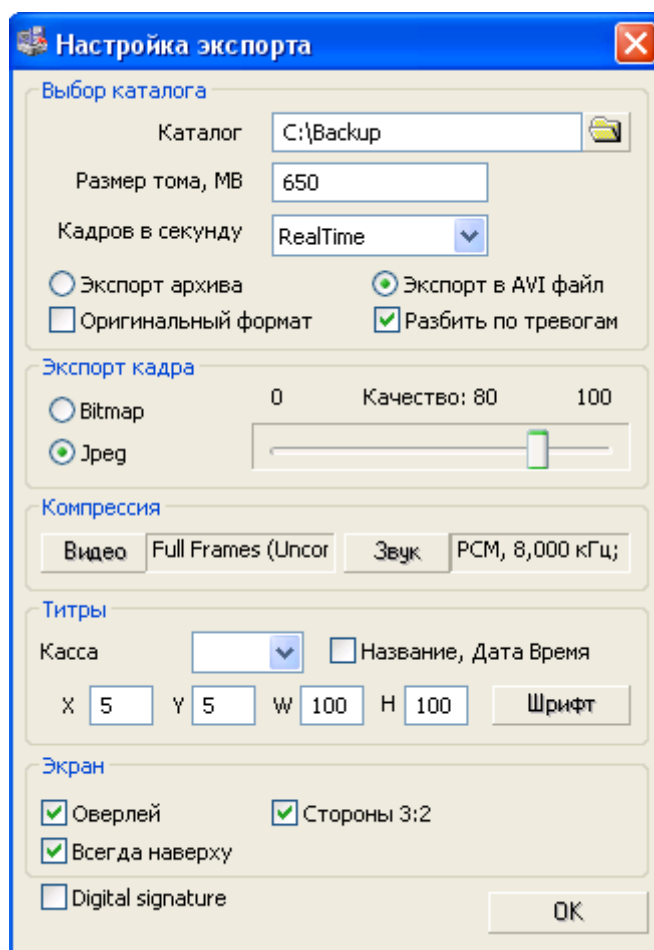 Настройка экспорта
Выбор каталога
Каталог C:\Backup
Размер тома, MB 650
Кадров в секунду RealTime
Экспорт архива Экспорт в AVI файл
Оригинальный формат Разбить по тревогам
Экспорт кадра
0 Качество: 80 100
Bitmap
Jpeg
Компрессия
Видео Full Frames (Uncor Звук PCM, 8,000 кГц;
Титры
Касса Название, Дата Время
X 5 Y 5 W 100 H 100 Шрифт
Экран
Оверлей Стороны 3:2
Всегда наверху
Digital signature
OK